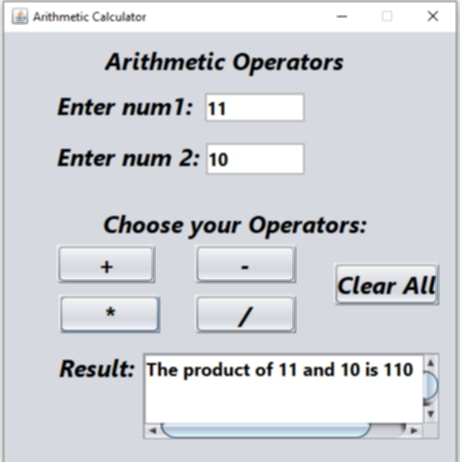 Arithmetic Calculator
Arithmetic Operators
Enter num1: 11
Enter num 2: 10
Choose your Operators:
+ -
Clear All
* /
Result: The product of 11 and 10 is 110